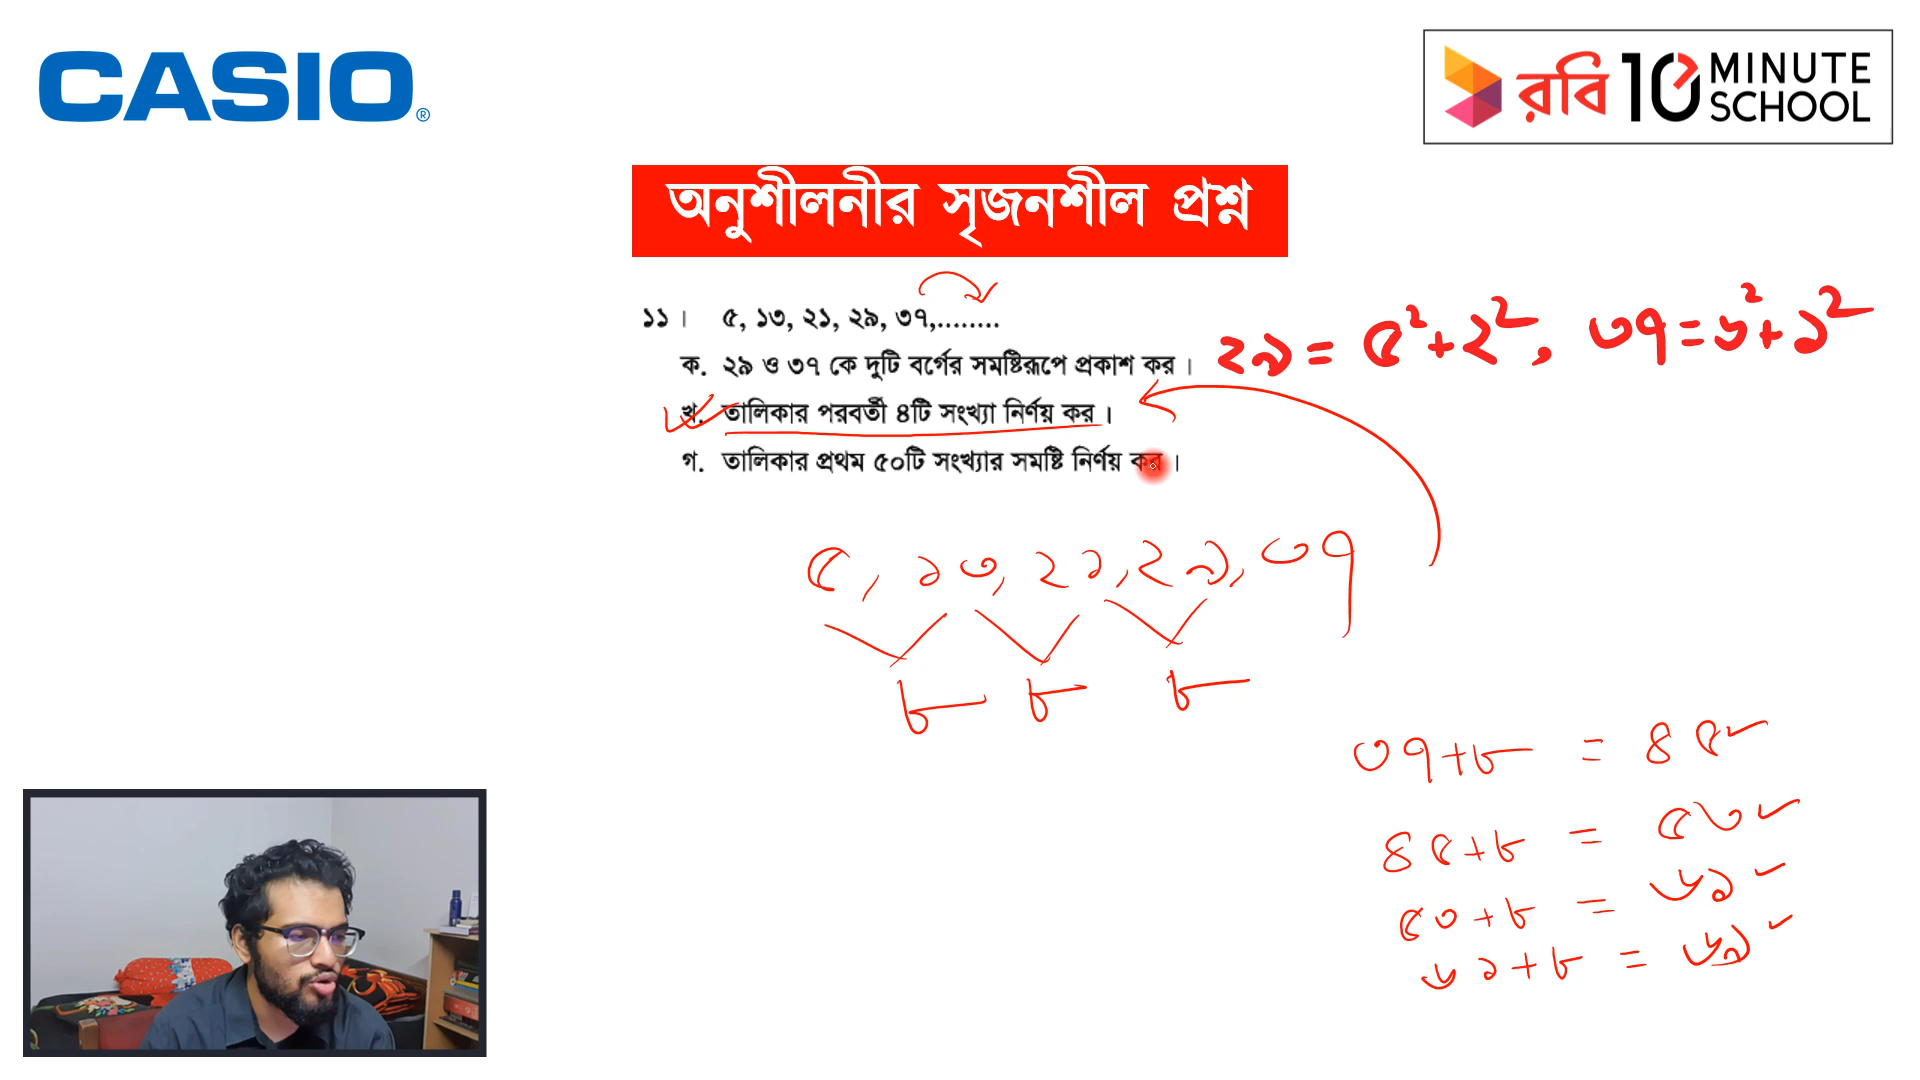 CASIO®
রবি 10 MINUTE SCHOOL
অনুশীলনীর সৃজনশীল প্রশ্ন
১১। ৫, ১৩, ২১, ২৯, ৩৭,........
ক. ২৯ ও ৩৭ কে দুটি বর্গের সমষ্টিরূপে প্রকাশ কর।
২৯ = ৫² + ২², ৩৭ = ৬² + ১²
খ. তালিকার পরবর্তী ৪টি সংখ্যা নির্ণয় কর।
গ. তালিকার প্রথম ৫০টি সংখ্যার সমষ্টি নির্ণয় কর।
৫, ১৩, ২১, ২৯, ৩৭
৮ ৮ ৮
৩৭+৮ = ৪৫
৪৫+৮ = ৫৩
৫৩+৮ = ৬১
৬১+৮ = ৬৯